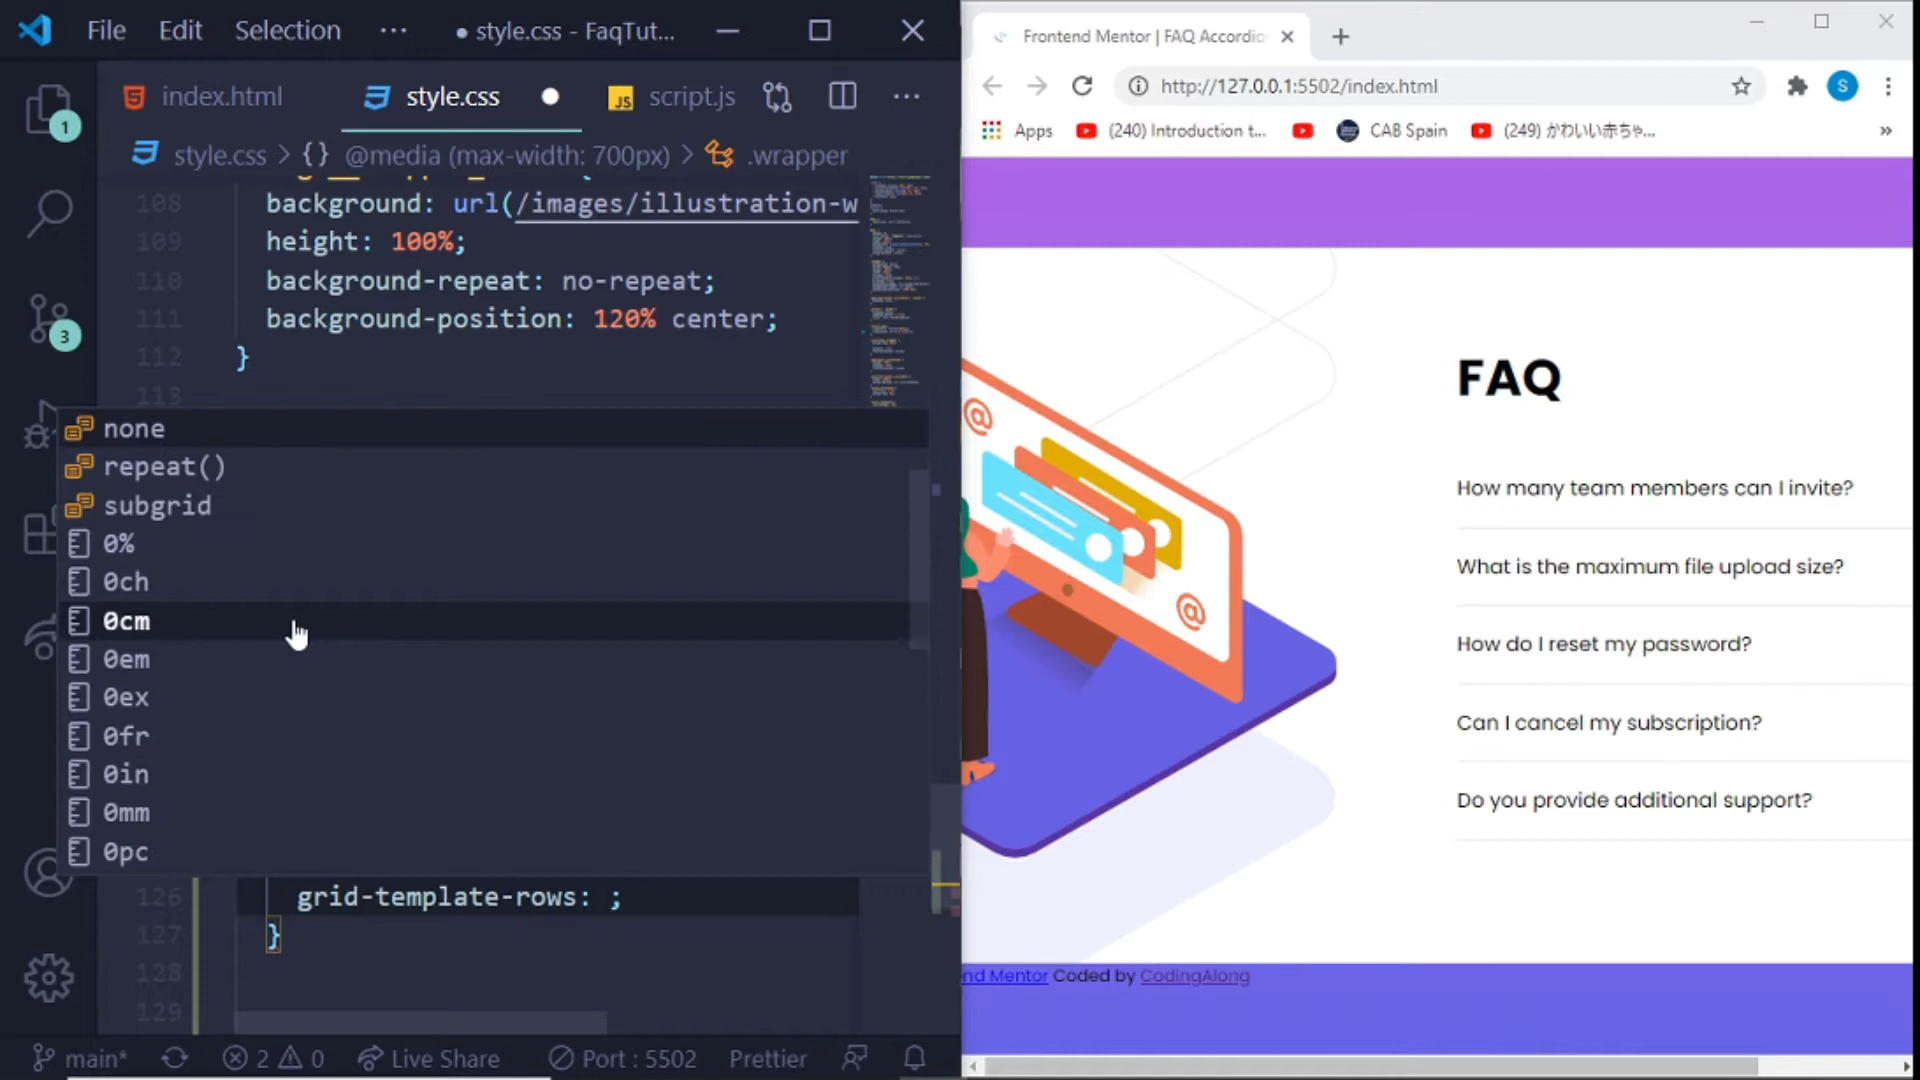 File Edit Selection ··· ● style.css - FaqTut...
index.html style.css script.js
style.css > {} @media (max-width: 700px) > .wrapper
108 background: url(/images/illustration-w
109 height: 100%;
110 background-repeat: no-repeat;
111 background-position: 120% center;
112 }
113
none
repeat()
subgrid
0%
0ch
0cm
0em
0ex
0fr
0in
0mm
0pc
126 grid-template-rows: ;
127 }
128
129
1
3
main* 2 0 Live Share Port : 5502 Prettier
Frontend Mentor | FAQ Accordio
http://127.0.0.1:5502/index.html S
Apps (240) Introduction t... CAB Spain (249) かわいい赤ちゃ... »
FAQ
How many team members can I invite?
What is the maximum file upload size?
How do I reset my password?
Can I cancel my subscription?
Do you provide additional support?
@
@
nd Mentor Coded by CodingAlong